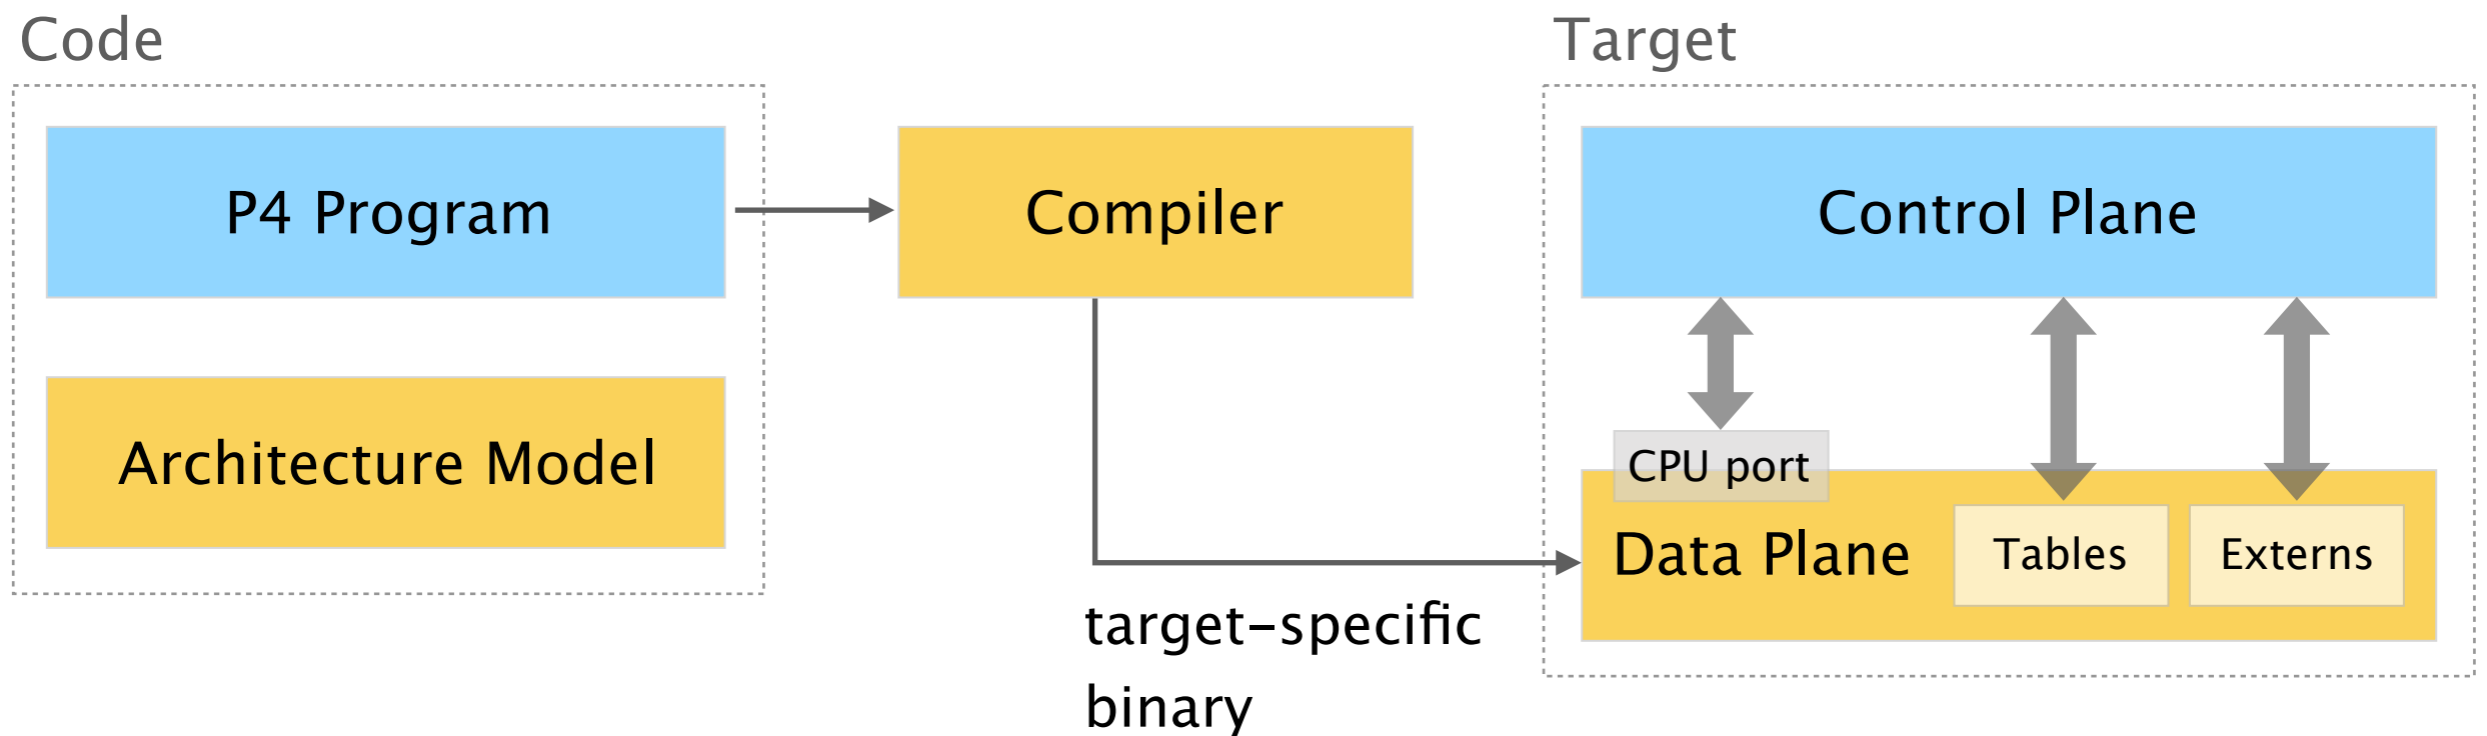 Code
Target
P4 Program
Compiler
Control Plane
Architecture Model
CPU port
Data Plane
Tables
Externs
target-specific
binary